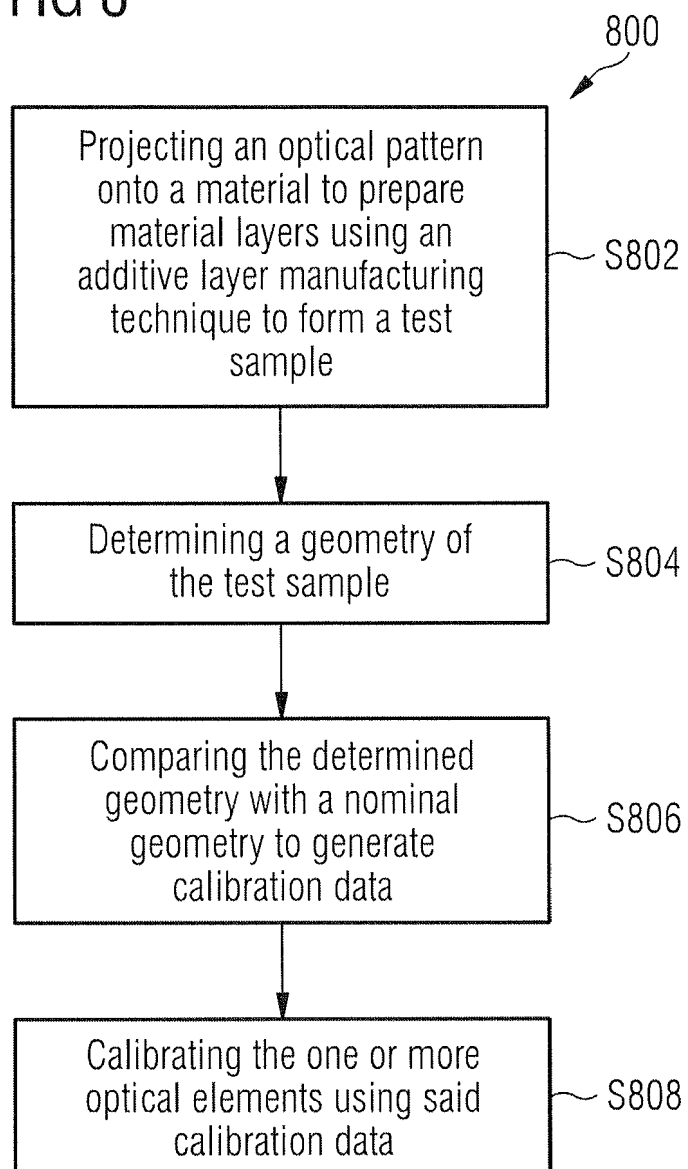 800
Projecting an optical pattern
onto a material to prepare
material layers using an
additive layer manufacturing
technique to form a test
sample
S802
Determining a geometry of
the test sample
S804
Comparing the determined
geometry with a nominal
geometry to generate
calibration data
S806
Calibrating the one or more
optical elements using said
calibration data
S808